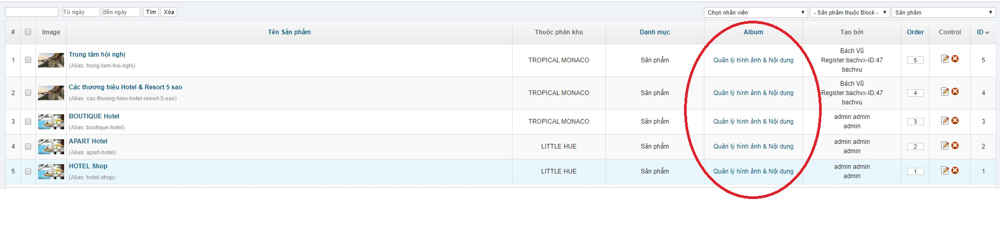 Từ ngày đến ngày Tìm Xóa Chọn nhân viên - Sản phẩm thuộc Block - Sản phẩm
# Image Tên Sản phẩm Thuộc phân khu Danh mục Album Tạo bởi Order Control ID
1 Trung tâm hội nghị
(Alias: trung-tam-hoi-nghi) TROPICAL MONACO Sản phẩm Quản lý hình ảnh & Nội dung Bách Vũ
Register:bachvx-ID:47
bachvu 5 5
2 Các thương hiệu Hotel & Resort 5 sao
(Alias: cac-thuong-hieu-hotel-resort-5-sao) TROPICAL MONACO Sản phẩm Quản lý hình ảnh & Nội dung Bách Vũ
Register:bachvx-ID:47
bachvu 4 4
3 BOUTIQUE Hotel
(Alias: boutique-hotel) TROPICAL MONACO Sản phẩm Quản lý hình ảnh & Nội dung admin admin
admin 3 3
4 APART Hotel
(Alias: apart-hotel) LITTLE HUE Sản phẩm Quản lý hình ảnh & Nội dung admin admin
admin 2 2
5 HOTEL Shop
(Alias: hotel-shop) LITTLE HUE Sản phẩm Quản lý hình ảnh & Nội dung admin admin
admin 1 1